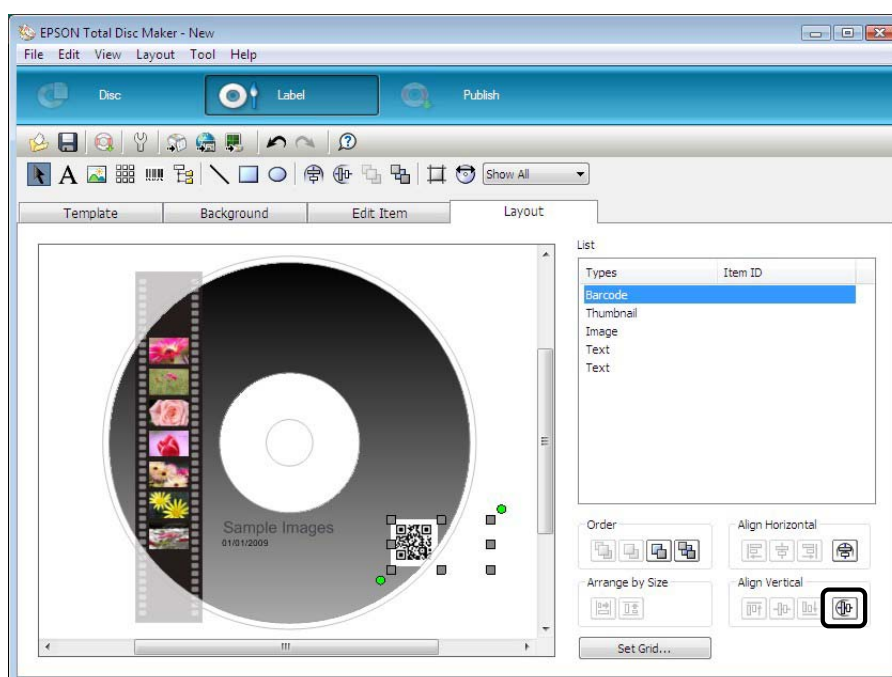 EPSON Total Disc Maker - New
File Edit View Layout Tool Help
Disc Label Publish
A Show All
Template Background Edit Item Layout
List
Types Item ID
Barcode
Thumbnail
Image
Text
Text
Sample Images
01/01/2009
Order Align Horizontal
Arrange by Size Align Vertical
Set Grid...